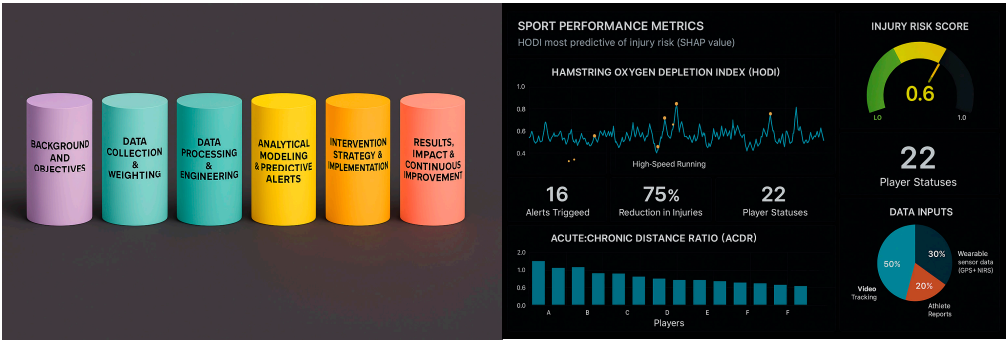 BACKGROUND
AND
OBJECTIVES
DATA
COLLECTION
&
WEIGHTING
DATA
PROCESSING
&
ENGINEERING
ANALYTICAL
MODELING
& PREDICTIVE
ALERTS
INTERVENTION
STRATEGY &
IMPLEMENTATION
RESULTS,
IMPACT &
CONTINUOUS
IMPROVEMENT
SPORT PERFORMANCE METRICS
HODI most predictive of injury risk (SHAP value)
HAMSTRING OXYGEN DEPLETION INDEX (HODI)
1.0
0.8
0.6
0.4
High-Speed Running
16
Alerts Triggeed
75%
Reduction in Injuries
22
Player Statuses
ACUTE:CHRONIC DISTANCE RATIO (ACDR)
2.0
1.0
0.6
0.0
A B C D E F F
Players
INJURY RISK SCORE
0.6
LO 1.0
22
Player Statuses
DATA INPUTS
50%
30%
20%
Wearable
sensor data
(GPS+NIRS)
Video
Tracking
Athlete
Reports